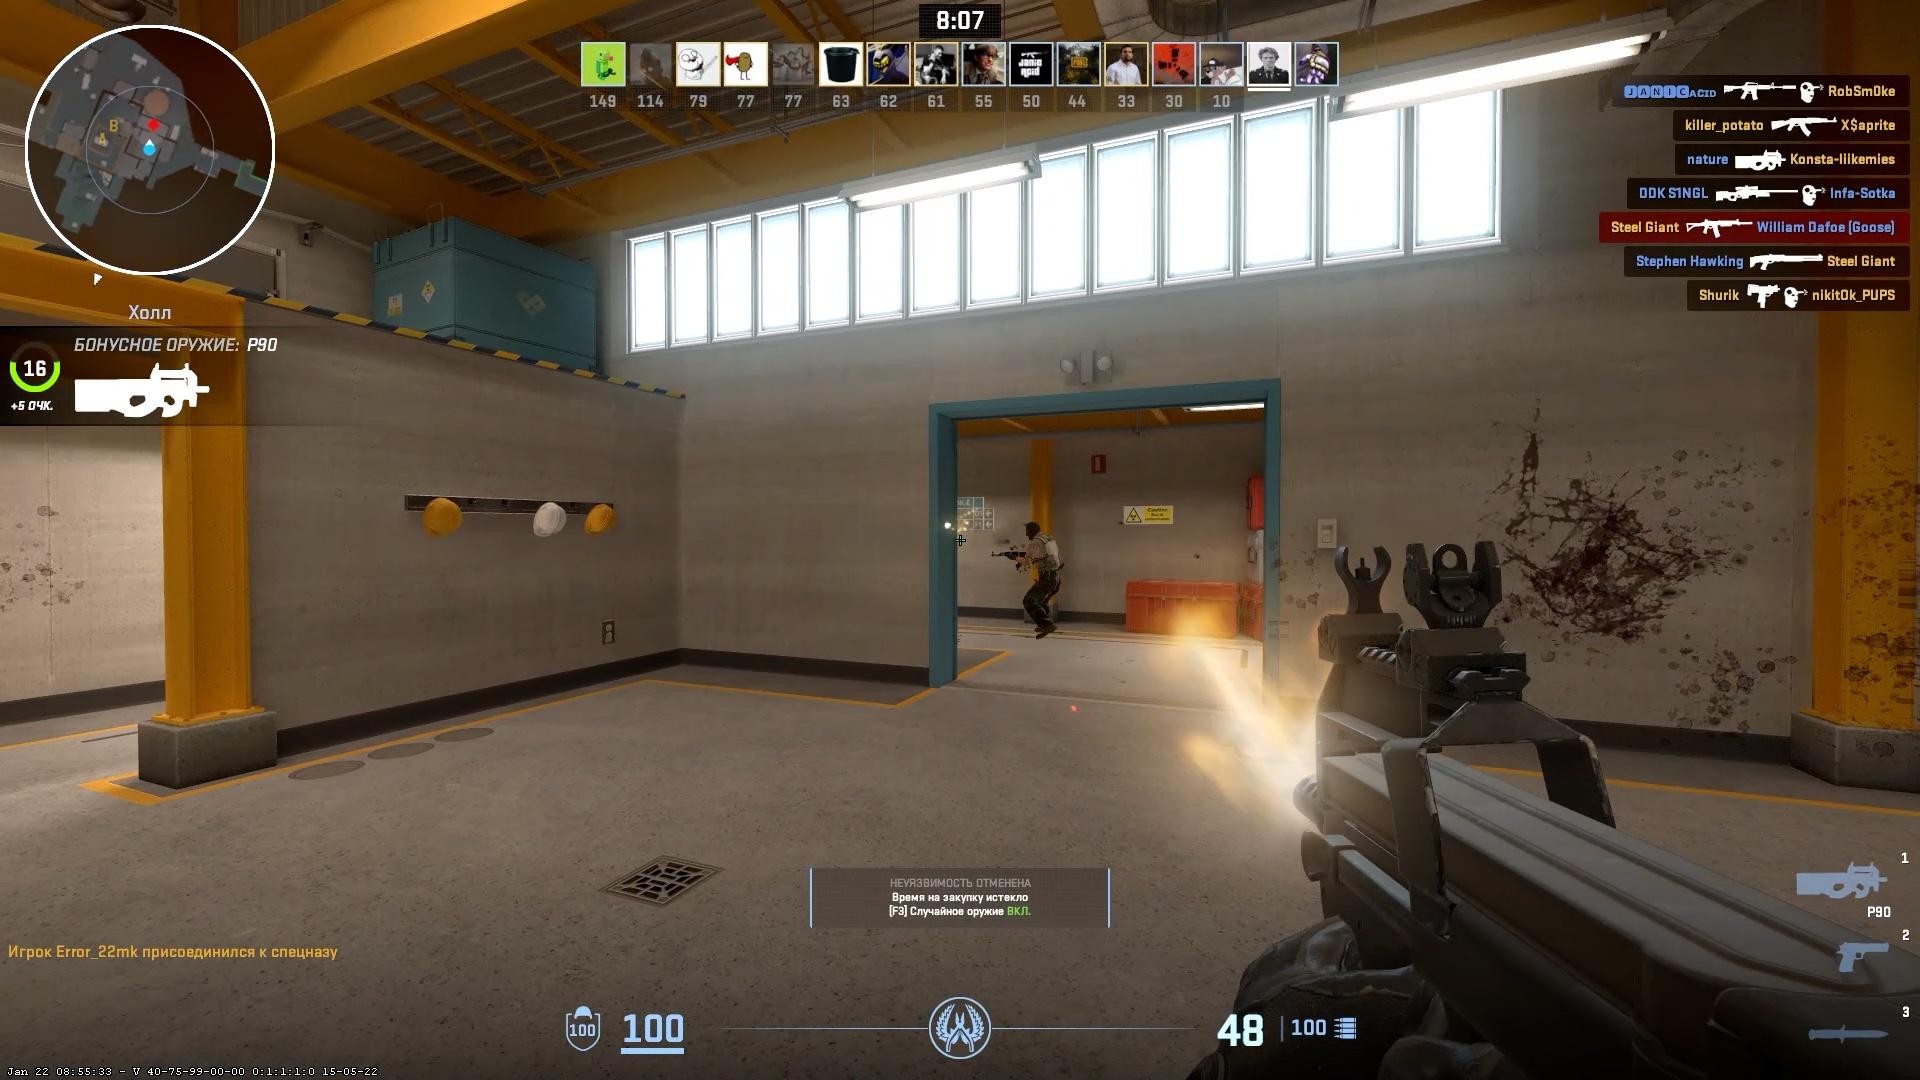 8:07
149 114 79 77 77 63 62 61 55 50 44 33 30 10
JANIC ACID
JANICACID RobSm0ke
killer_potato X$aprite
nature Konsta-liikemies
DDK S1NGL Infa-Sotka
Steel Giant William Dafoe (Goose)
Stephen Hawking Steel Giant
Shurik nikit0k_PUPS
B
A
Холл
БОНУСНОЕ ОРУЖИЕ: P90
16
+5 ОЧК.
Caution
НЕУЯЗВИМОСТЬ ОТМЕНЕНА
Время на закупку истекло
[F3] Случайное оружие ВКЛ.
1
P90
2
3
Игрок Error_22mk присоединился к спецназу
100 100
48 100
Jan 22 08:55:33 - V 40-75-99-00-00 0:1:1:1:0 15-05-22